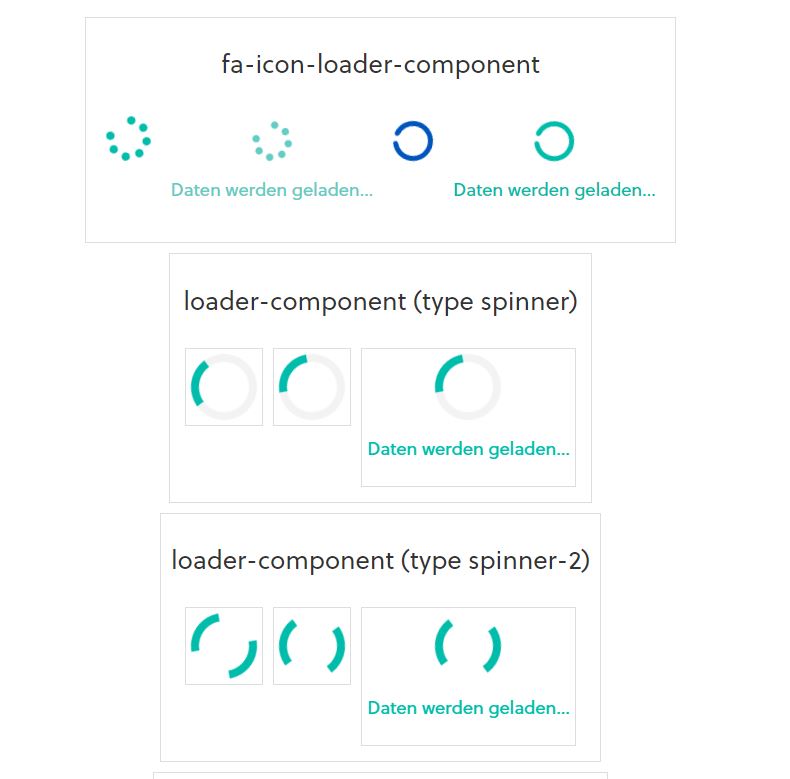 fa-icon-loader-component
Daten werden geladen...
Daten werden geladen...
loader-component (type spinner)
Daten werden geladen...
loader-component (type spinner-2)
Daten werden geladen...